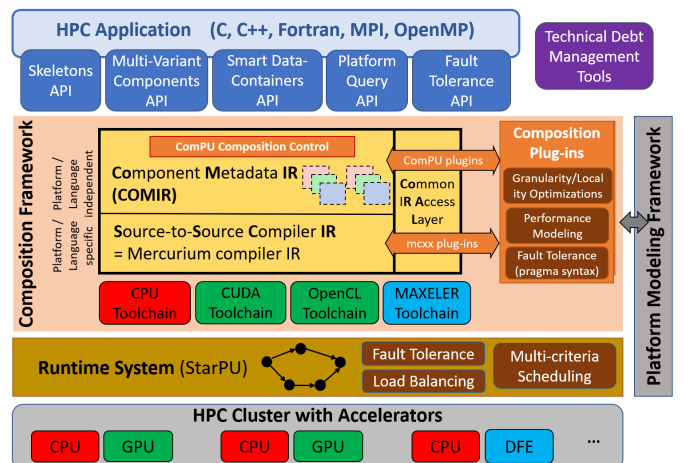 HPC Application (C, C++, Fortran, MPI, OpenMP)
Skeletons
API
Multi-Variant
Components
API
Smart Data-
Containers
API
Platform
Query
API
Fault
Tolerance
API
Technical Debt
Management
Tools
Composition Framework
Platform /
Language
independent
Platform /
Language
specific
ComPU Composition Control
Component Metadata IR
(COMIR)
Source-to-Source Compiler IR
= Mercurium compiler IR
Common
IR Access
Layer
ComPU plugins
mcxx plug-ins
Composition
Plug-ins
Granularity/Local
ity Optimizations
Performance
Modeling
Fault Tolerance
(pragma syntax)
Platform Modeling Framework
CPU
Toolchain
CUDA
Toolchain
OpenCL
Toolchain
MAXELER
Toolchain
Runtime System (StarPU)
Fault Tolerance
Load Balancing
Multi-criteria
Scheduling
HPC Cluster with Accelerators
CPU GPU CPU GPU CPU DFE ...